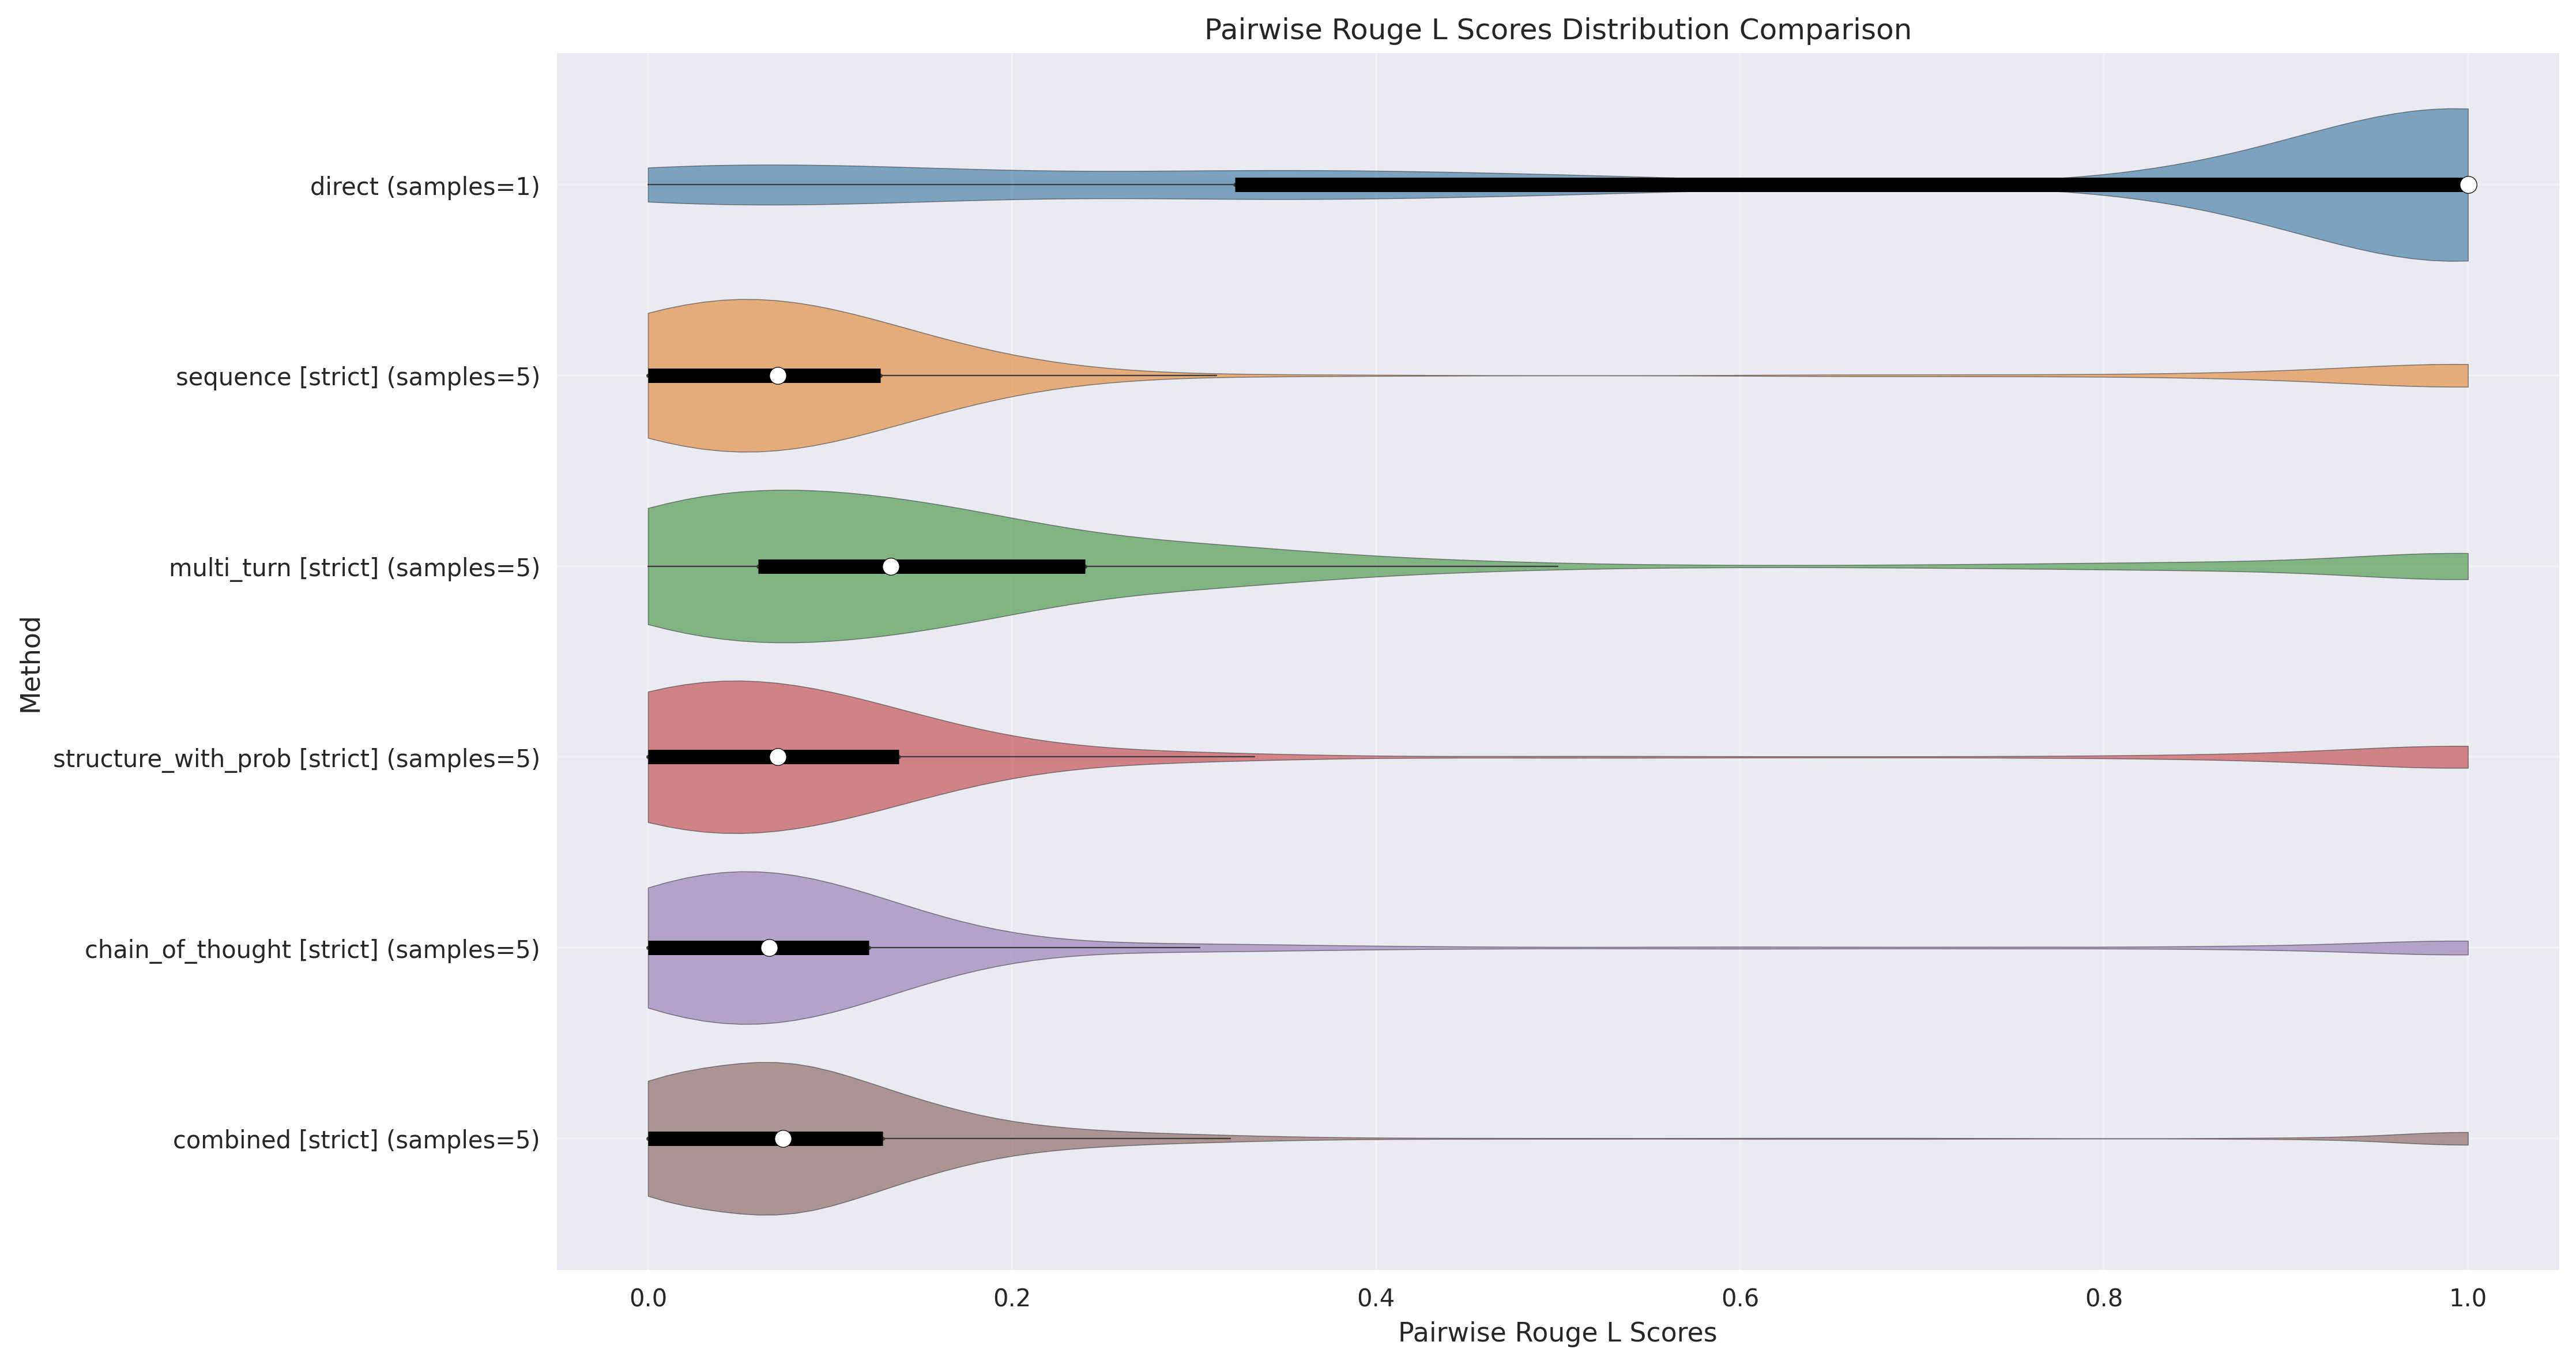 Pairwise Rouge L Scores Distribution Comparison
direct (samples=1)
sequence [strict] (samples=5)
multi_turn [strict] (samples=5)
structure_with_prob [strict] (samples=5)
chain_of_thought [strict] (samples=5)
combined [strict] (samples=5)
Method
0.0 0.2 0.4 0.6 0.8 1.0
Pairwise Rouge L Scores